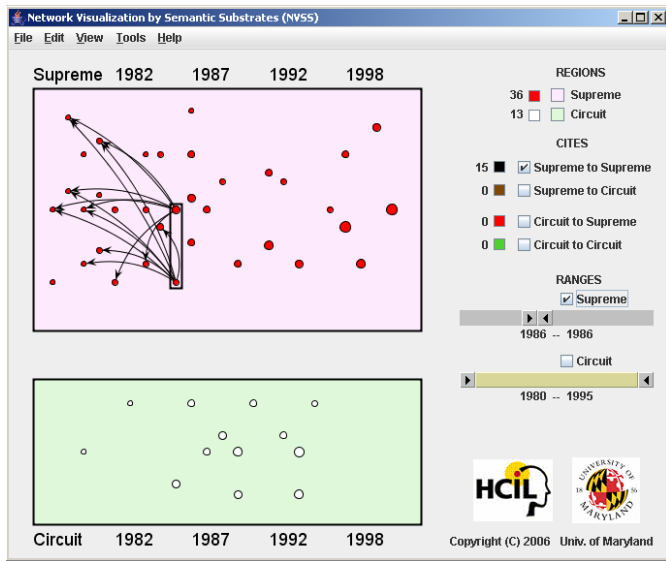 Network Visualization by Semantic Substrates (NVSS)
File Edit View Tools Help
Supreme 1982 1987 1992 1998
REGIONS
36 Supreme
13 Circuit
CITES
15 Supreme to Supreme
0 Supreme to Circuit
0 Circuit to Supreme
0 Circuit to Circuit
RANGES
Supreme
1986 -- 1986
Circuit
1980 -- 1995
HCIL
UNIVERSITY OF
18 56
MARYLAND
Circuit 1982 1987 1992 1998
Copyright (C) 2006 Univ. of Maryland